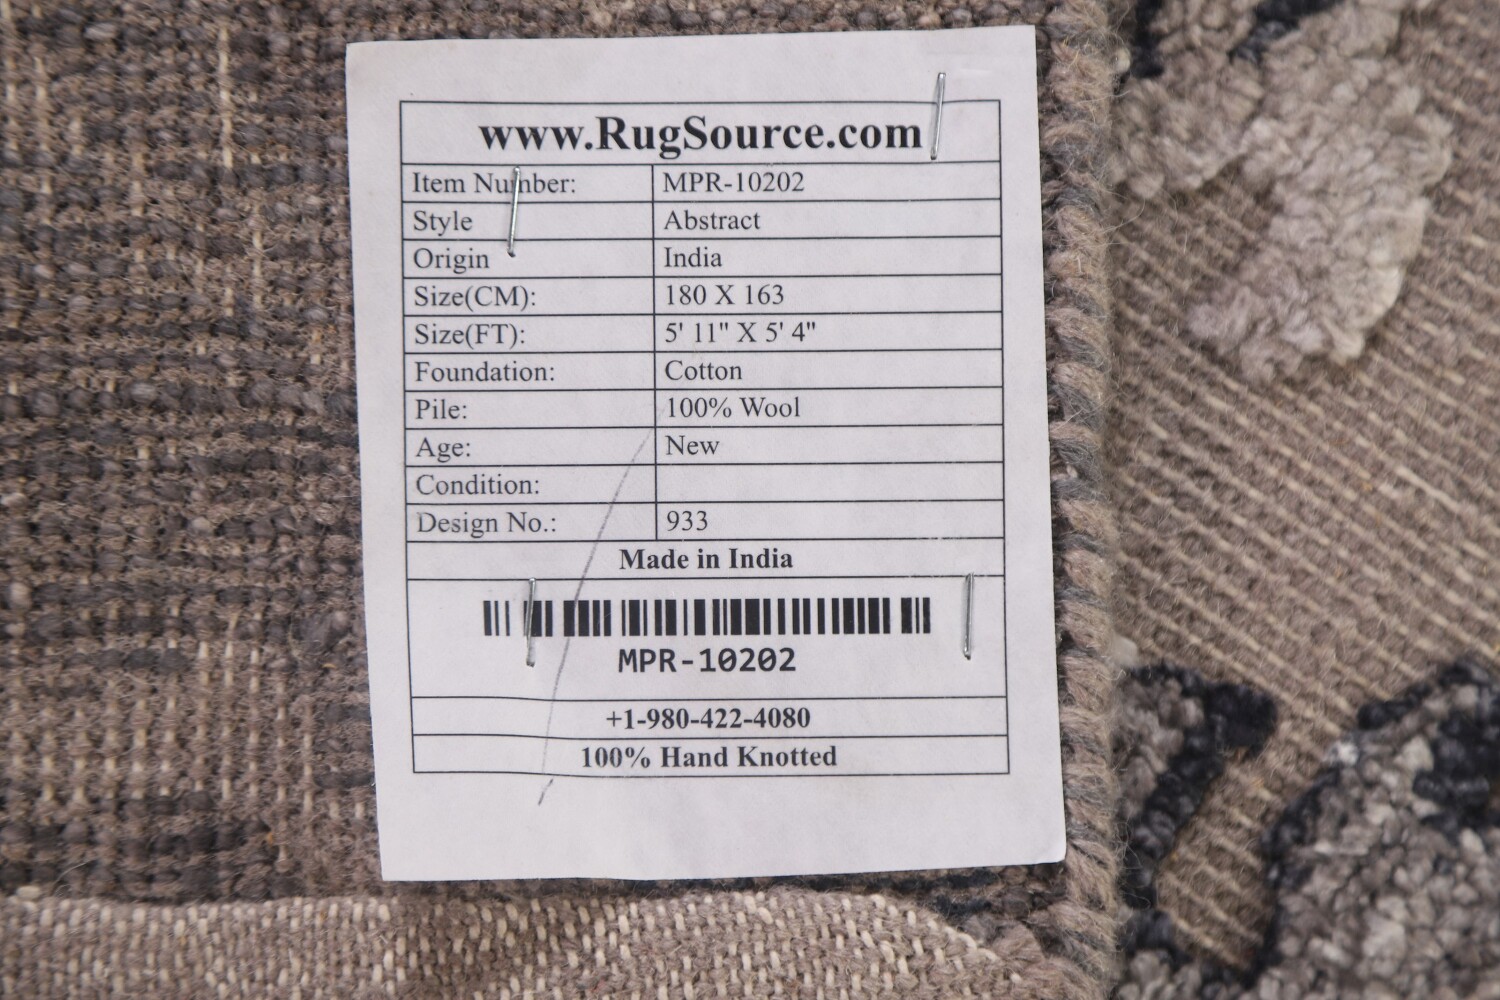 www.RugSource.com
Item Number: MPR-10202
Style Abstract
Origin India
Size(CM): 180 X 163
Size(FT): 5' 11" X 5' 4"
Foundation: Cotton
Pile: 100% Wool
Age: New
Condition:
Design No.: 933
Made in India
MPR-10202
+1-980-422-4080
100% Hand Knotted